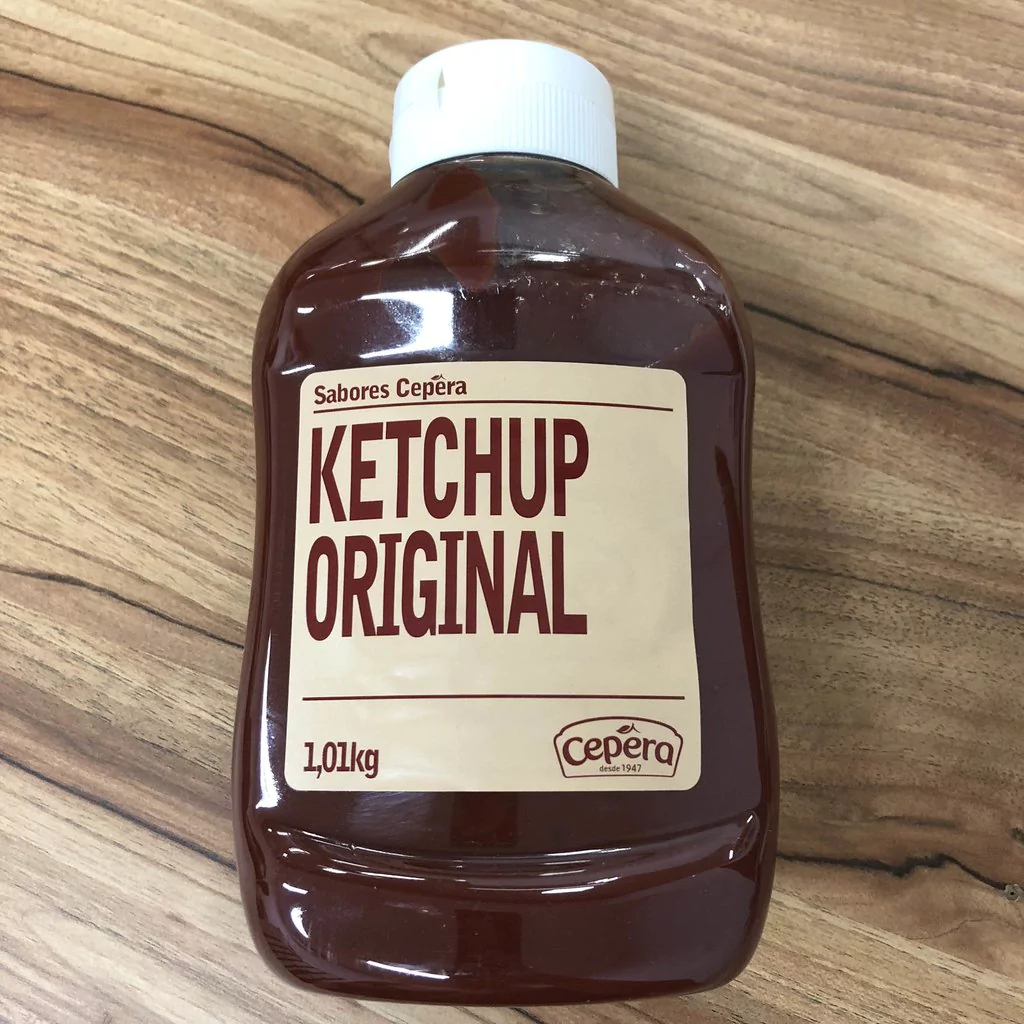 Sabores Cepêra
KETCHUP
ORIGINAL
1,01kg
Cepêra
desde 1947